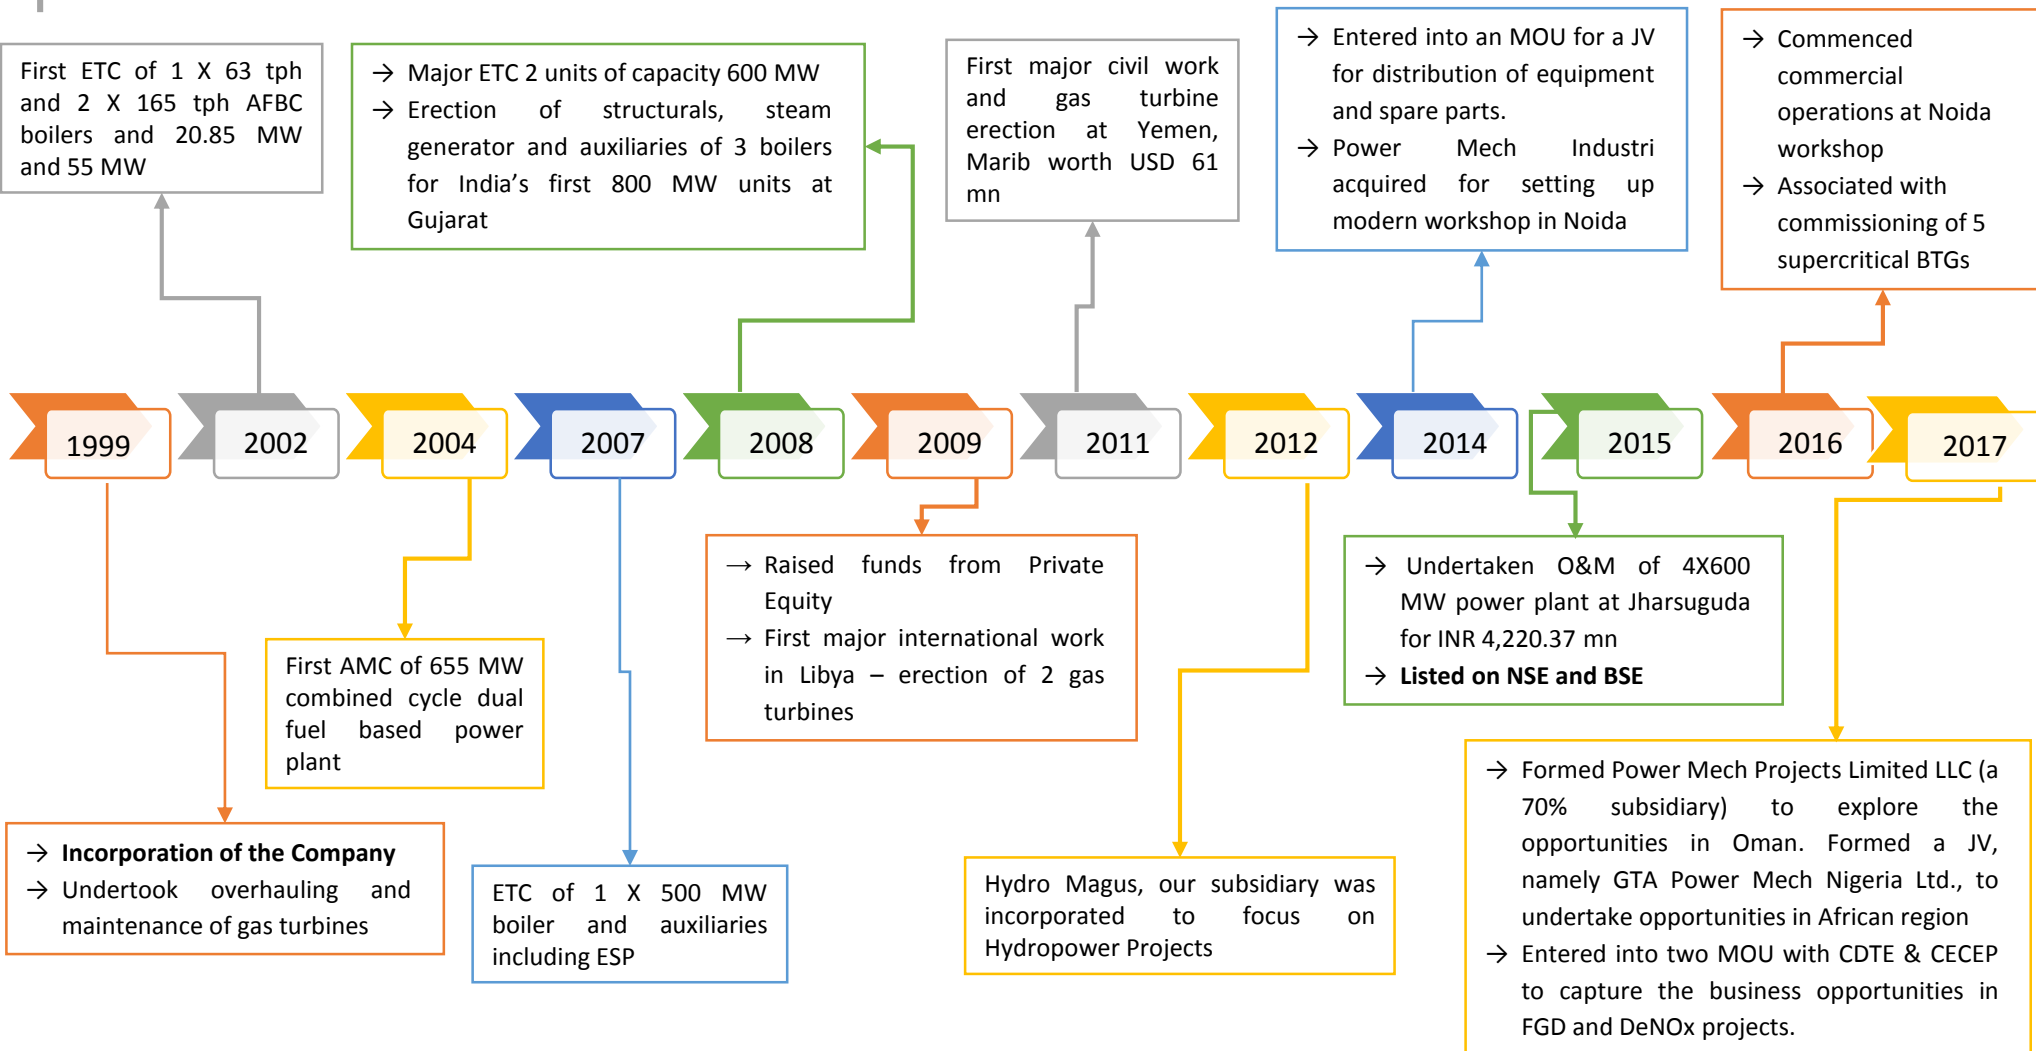 First ETC of 1 X 63 tph
and 2 X 165 tph AFBC
boilers and 20.85 MW
and 55 MW
→ Major ETC 2 units of capacity 600 MW
→ Erection of structurals, steam
generator and auxiliaries of 3 boilers
for India's first 800 MW units at
Gujarat
First major civil work
and gas turbine
erection at Yemen,
Marib worth USD 61
mn
→ Entered into an MOU for a JV
for distribution of equipment
and spare parts.
→ Power Mech Industri
acquired for setting up
modern workshop in Noida
→ Commenced
commercial
operations at Noida
workshop
→ Associated with
commissioning of 5
supercritical BTGs
1999
2002
2004
2007
2008
2009
2011
2012
2014
2015
2016
2017
→ Incorporation of the Company
→ Undertook overhauling and
maintenance of gas turbines
First AMC of 655 MW
combined cycle dual
fuel based power
plant
ETC of 1 X 500 MW
boiler and auxiliaries
including ESP
→ Raised funds from Private
Equity
→ First major international work
in Libya – erection of 2 gas
turbines
Hydro Magus, our subsidiary was
incorporated to focus on
Hydropower Projects
→ Undertaken O&M of 4X600
MW power plant at Jharsuguda
for INR 4,220.37 mn
→ Listed on NSE and BSE
→ Formed Power Mech Projects Limited LLC (a
70% subsidiary) to explore the
opportunities in Oman. Formed a JV,
namely GTA Power Mech Nigeria Ltd., to
undertake opportunities in African region
→ Entered into two MOU with CDTE & CECEP
to capture the business opportunities in
FGD and DeNOx projects.